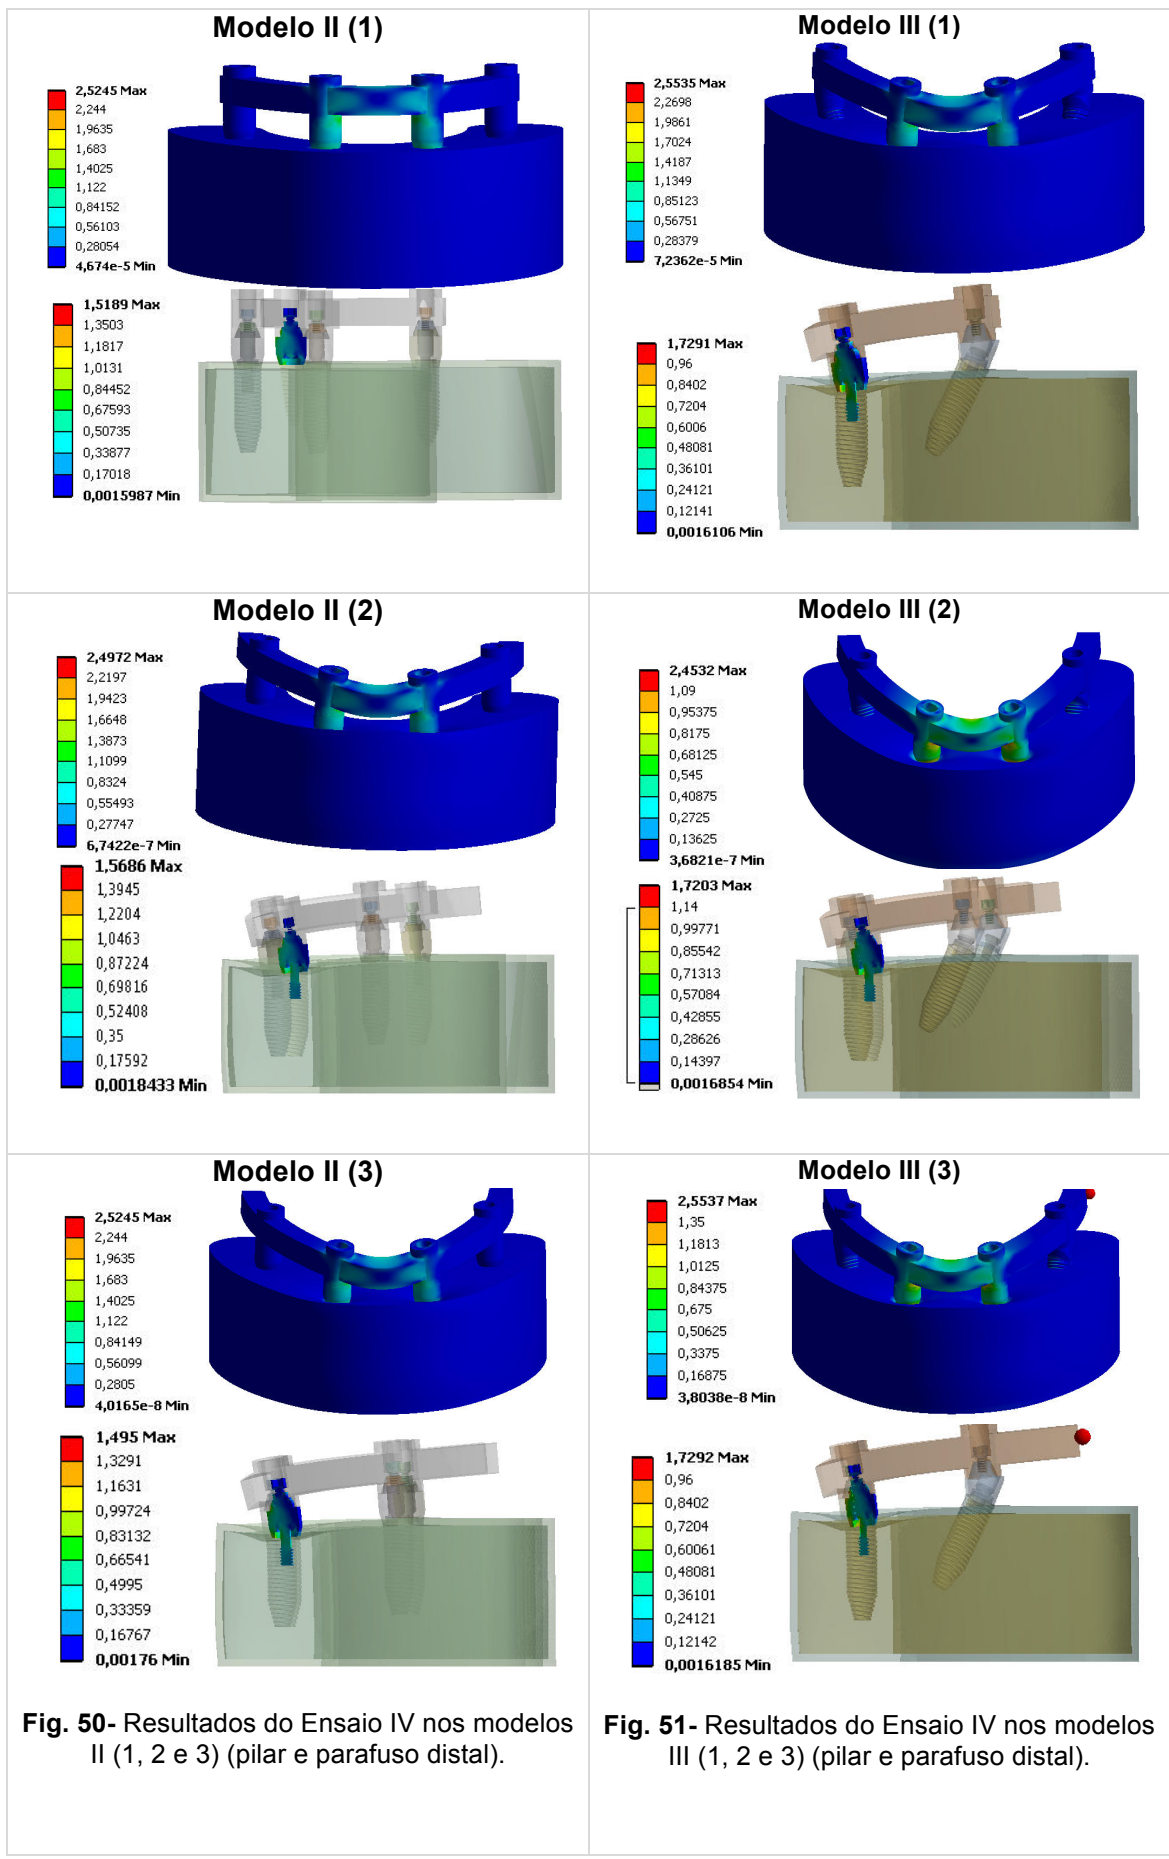 Modelo II (1)
2,5245 Max
2,244
1,9635
1,683
1,4025
1,122
0,84152
0,56103
0,28054
4,674e-5 Min
1,5189 Max
1,3503
1,1817
1,0131
0,84452
0,67593
0,50735
0,33877
0,17018
0,0015987 Min
Modelo III (1)
2,5535 Max
2,2698
1,9861
1,7024
1,4187
1,1349
0,85123
0,56751
0,28379
7,2362e-5 Min
1,7291 Max
0,96
0,8402
0,7204
0,6006
0,48081
0,36101
0,24121
0,12141
0,0016106 Min
Modelo II (2)
2,4972 Max
2,2197
1,9423
1,6648
1,3873
1,1099
0,8324
0,55493
0,27747
6,7422e-7 Min
1,5686 Max
1,3945
1,2204
1,0463
0,87224
0,69816
0,52408
0,35
0,17592
0,0018433 Min
Modelo III (2)
2,4532 Max
1,09
0,95375
0,8175
0,68125
0,545
0,40875
0,2725
0,13625
3,6821e-7 Min
1,7203 Max
1,14
0,99771
0,85542
0,71313
0,57084
0,42855
0,28626
0,14397
0,0016854 Min
Modelo II (3)
2,5245 Max
2,244
1,9635
1,683
1,4025
1,122
0,84149
0,56099
0,2805
4,0165e-8 Min
1,495 Max
1,3291
1,1631
0,99724
0,83132
0,66541
0,4995
0,33359
0,16767
0,00176 Min
Modelo III (3)
2,5537 Max
1,35
1,1813
1,0125
0,84375
0,675
0,50625
0,3375
0,16875
3,8038e-8 Min
1,7292 Max
0,96
0,8402
0,7204
0,60061
0,48081
0,36101
0,24121
0,12142
0,0016185 Min
Fig. 50- Resultados do Ensaio IV nos modelos
II (1, 2 e 3) (pilar e parafuso distal).
Fig. 51- Resultados do Ensaio IV nos modelos
III (1, 2 e 3) (pilar e parafuso distal).